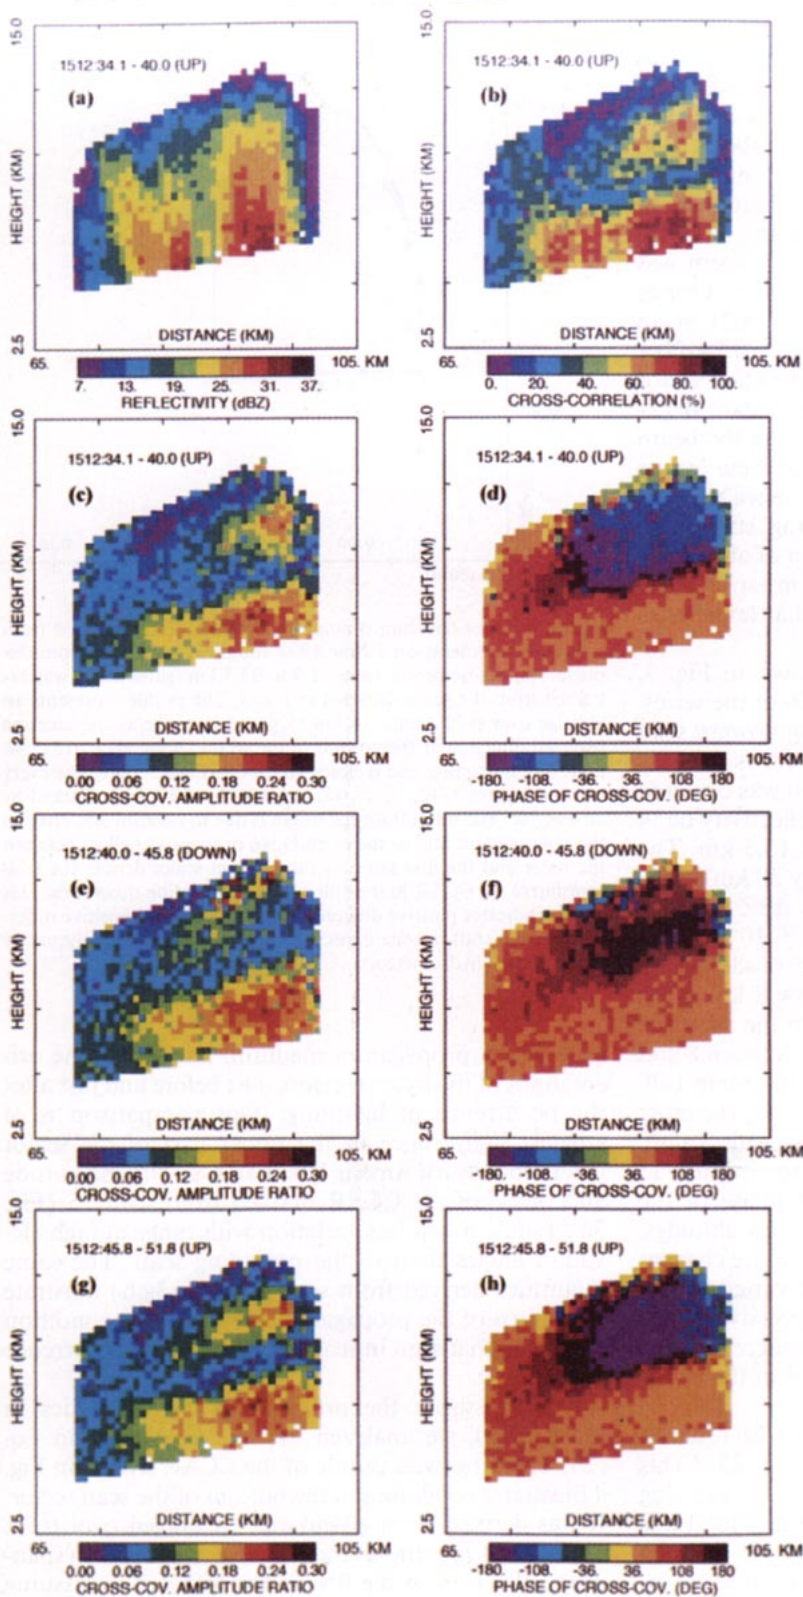 15.0
15.0
1512:34.1 - 40.0 (UP)
1512:34.1 - 40.0 (UP)
(a)
(b)
HEIGHT (KM)
HEIGHT (KM)
DISTANCE (KM)
DISTANCE (KM)
2.5
2.5
65.
105. KM
65.
105. KM
7. 13. 19. 25. 31. 37.
0. 20. 40. 60. 80. 100.
REFLECTIVITY (dBZ)
CROSS-CORRELATION (%)
15.0
15.0
1512:34.1 - 40.0 (UP)
1512:34.1 - 40.0 (UP)
(c)
(d)
HEIGHT (KM)
HEIGHT (KM)
DISTANCE (KM)
DISTANCE (KM)
2.5
2.5
65.
105. KM
65.
105. KM
0.00 0.06 0.12 0.18 0.24 0.30
-180. -108. -36. 36. 108 180
CROSS-COV. AMPLITUDE RATIO
PHASE OF CROSS-COV. (DEG)
15.0
15.0
1512:40.0 - 45.8 (DOWN)
1512:40.0 - 45.8 (DOWN)
(e)
(f)
HEIGHT (KM)
HEIGHT (KM)
DISTANCE (KM)
DISTANCE (KM)
2.5
2.5
65.
105. KM
65.
105. KM
0.00 0.06 0.12 0.18 0.24 0.30
-180. -108. -36. 36. 108 180
CROSS-COV. AMPLITUDE RATIO
PHASE OF CROSS-COV. (DEG)
15.0
15.0
1512:45.8 - 51.8 (UP)
1512:45.8 - 51.8 (UP)
(g)
(h)
HEIGHT (KM)
HEIGHT (KM)
DISTANCE (KM)
DISTANCE (KM)
2.5
2.5
65.
105. KM
65.
105. KM
0.00 0.06 0.12 0.18 0.24 0.30
-180. -108. -36. 36. 108 180
CROSS-COV. AMPLITUDE RATIO
PHASE OF CROSS-COV. (DEG)